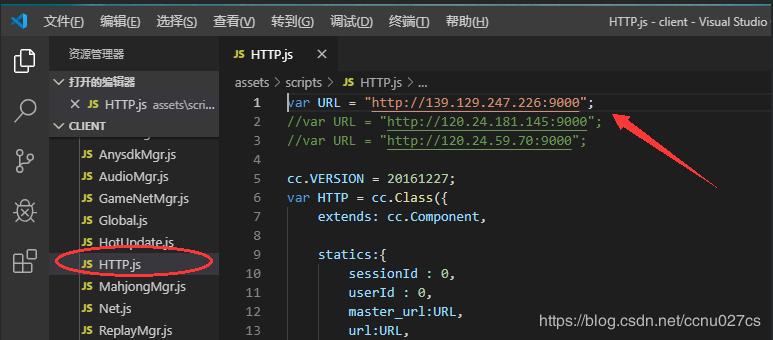 文件(F) 编辑(E) 选择(S) 查看(V) 转到(G) 调试(D) 终端(T) 帮助(H) HTTP.js - client - Visual Studio
资源管理器
打开的编辑器
JS HTTP.js assets\scri...
CLIENT
JS AnysdkMgr.js
JS AudioMgr.js
JS GameNetMgr.js
JS Global.js
JS HotUpdate.js
JS HTTP.js
JS MahjongMgr.js
JS Net.js
JS ReplayMgr.js
JS HTTP.js
assets > scripts > JS HTTP.js > ...
1 var URL = "http://139.129.247.226:9000";
2 //var URL = "http://120.24.181.145:9000";
3 //var URL = "http://120.24.59.70:9000";
4
5 cc.VERSION = 20161227;
6 var HTTP = cc.Class({
7 extends: cc.Component,
8
9 statics:{
10 sessionId : 0,
11 userId : 0,
12 master_url:URL,
13 url:URL,
https://blog.csdn.net/ccnu027cs